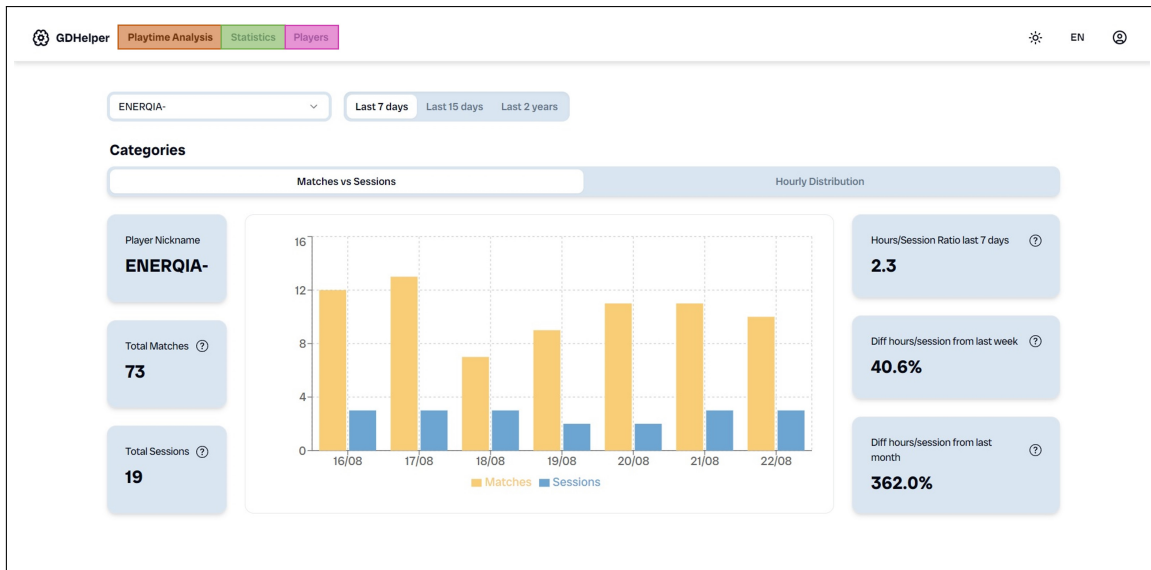 GDHelper Playtime Analysis Statistics Players EN
ENERQIA- Last 7 days Last 15 days Last 2 years
Categories
Matches vs Sessions Hourly Distribution
Player Nickname
ENERQIA-
Total Matches ?
73
Total Sessions ?
19
16
12
8
4
0
16/08 17/08 18/08 19/08 20/08 21/08 22/08
Matches Sessions
Hours/Session Ratio last 7 days ?
2.3
Diff hours/session from last week ?
40.6%
Diff hours/session from last
month ?
362.0%